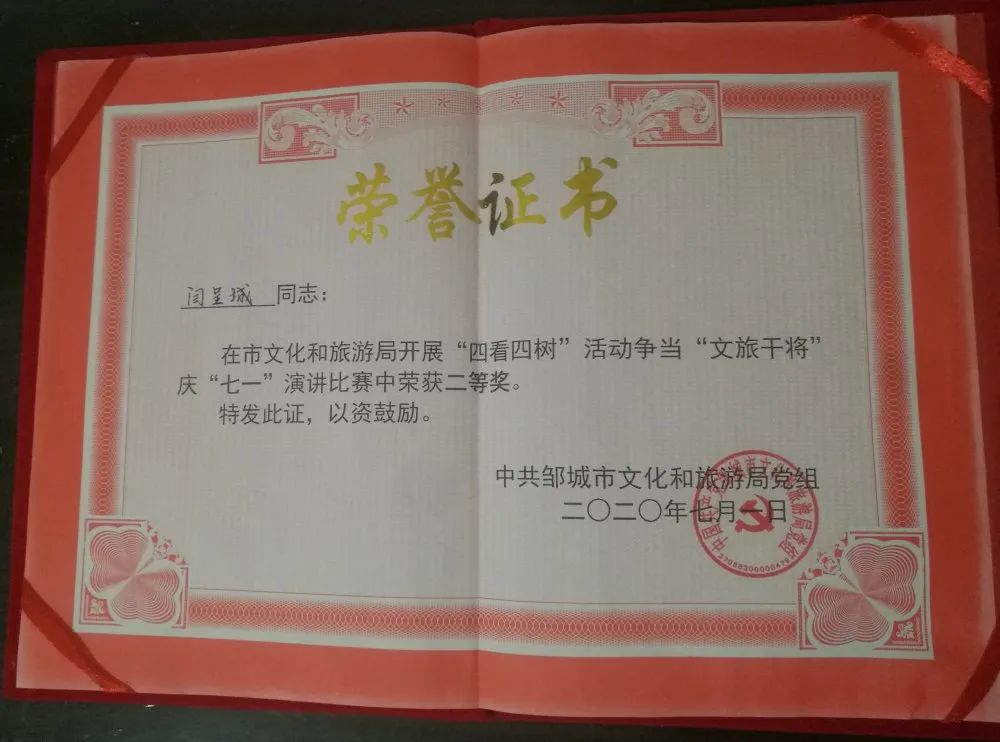 荣誉证书
闫呈城 同志：
在市文化和旅游局开展“四看四树”活动争当“文旅干将”
庆“七一”演讲比赛中荣获二等奖。
特发此证，以资鼓励。
中共邹城市文化和旅游局党组
二〇二〇年七月一日